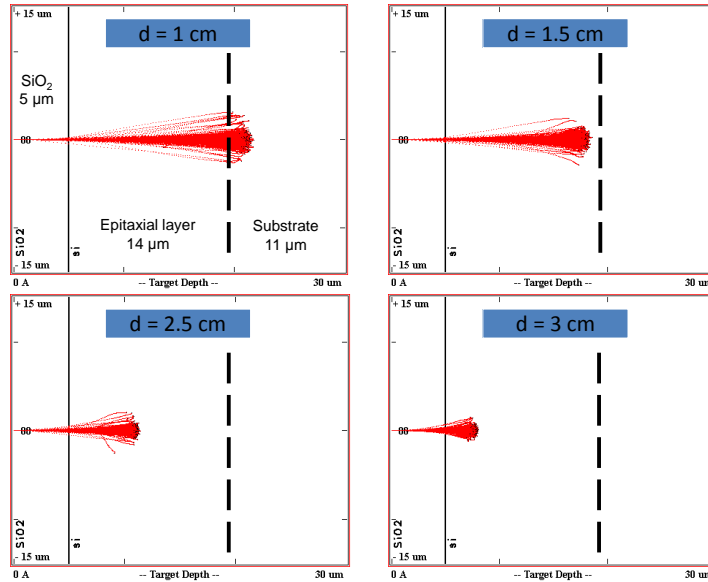 + 15 um
d = 1 cm
SiO2
5 µm
Epitaxial layer
14 µm
Substrate
11 µm
SiO2
Si
- 15 um
0 A
-- Target Depth --
30 um
+ 15 um
d = 1.5 cm
SiO2
Si
- 15 um
0 A
-- Target Depth --
30 um
+ 15 um
d = 2.5 cm
SiO2
Si
- 15 um
0 A
-- Target Depth --
30 um
+ 15 um
d = 3 cm
SiO2
Si
- 15 um
0 A
-- Target Depth --
30 um